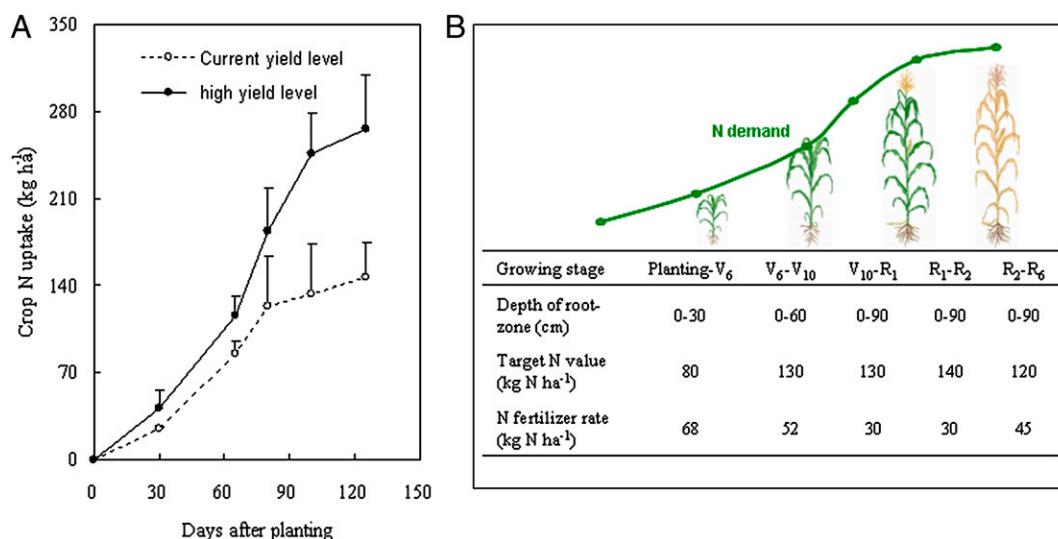 A
350
280
210
140
70
0
Crop N uptake (kg ha¹)
Current yield level
high yield level
0 30 60 90 120 150
Days after planting
B
N demand
Growing stage Planting-V₆ V₆-V₁₀ V₁₀-R₁ R₁-R₂ R₂-R₆
Depth of root-
zone (cm) 0-30 0-60 0-90 0-90 0-90
Target N value
(kg N ha⁻¹) 80 130 130 140 120
N fertilizer rate
(kg N ha⁻¹) 68 52 30 30 45